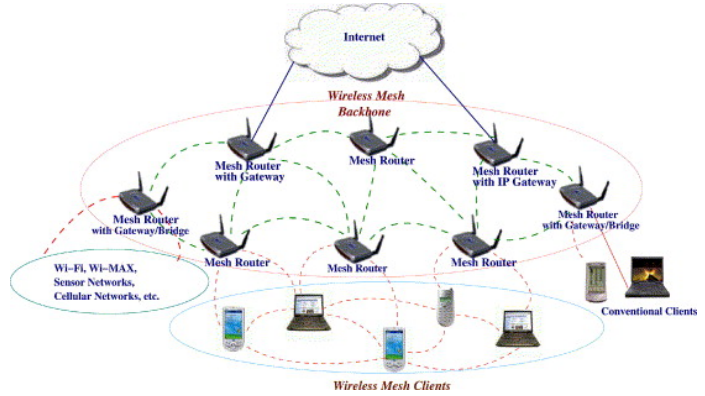 Internet
Wireless Mesh
Backbone
Mesh Router
with Gateway
Mesh Router
Mesh Router
with IP Gateway
Mesh Router
with Gateway/Bridge
Mesh Router
with Gateway/Bridge
Mesh Router
Mesh Router
Mesh Router
Wi-Fi, Wi-MAX,
Sensor Networks,
Cellular Networks, etc.
Conventional Clients
Wireless Mesh Clients